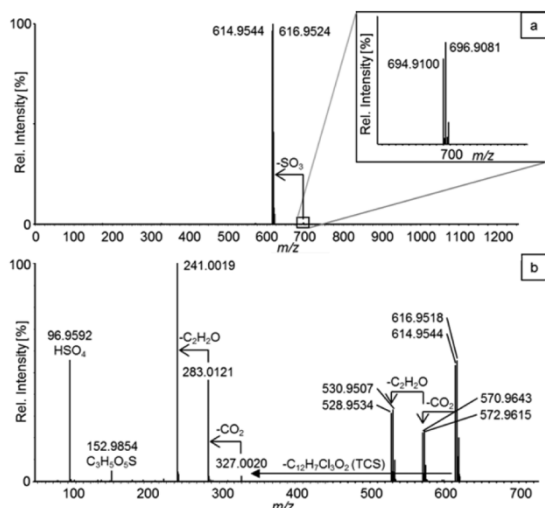 a
100
614.9544 616.9524
694.9100 696.9081
Rel. Intensity [%]
700
m/z
Rel. Intensity [%]
-SO3
0
0 100 200 300 400 500 600 700 800 900 1000 1200
m/z
b
100
241.0019
96.9592
HSO4
-C2H2O
283.0121
616.9518
614.9544
530.9507
528.9534
-C2H2O
-CO2
570.9643
572.9615
Rel. Intensity [%]
-CO2
152.9854
C3H5O5S
327.0020
-C12H7Cl3O2 (TCS)
0
100 200 300 400 500 600 700
m/z